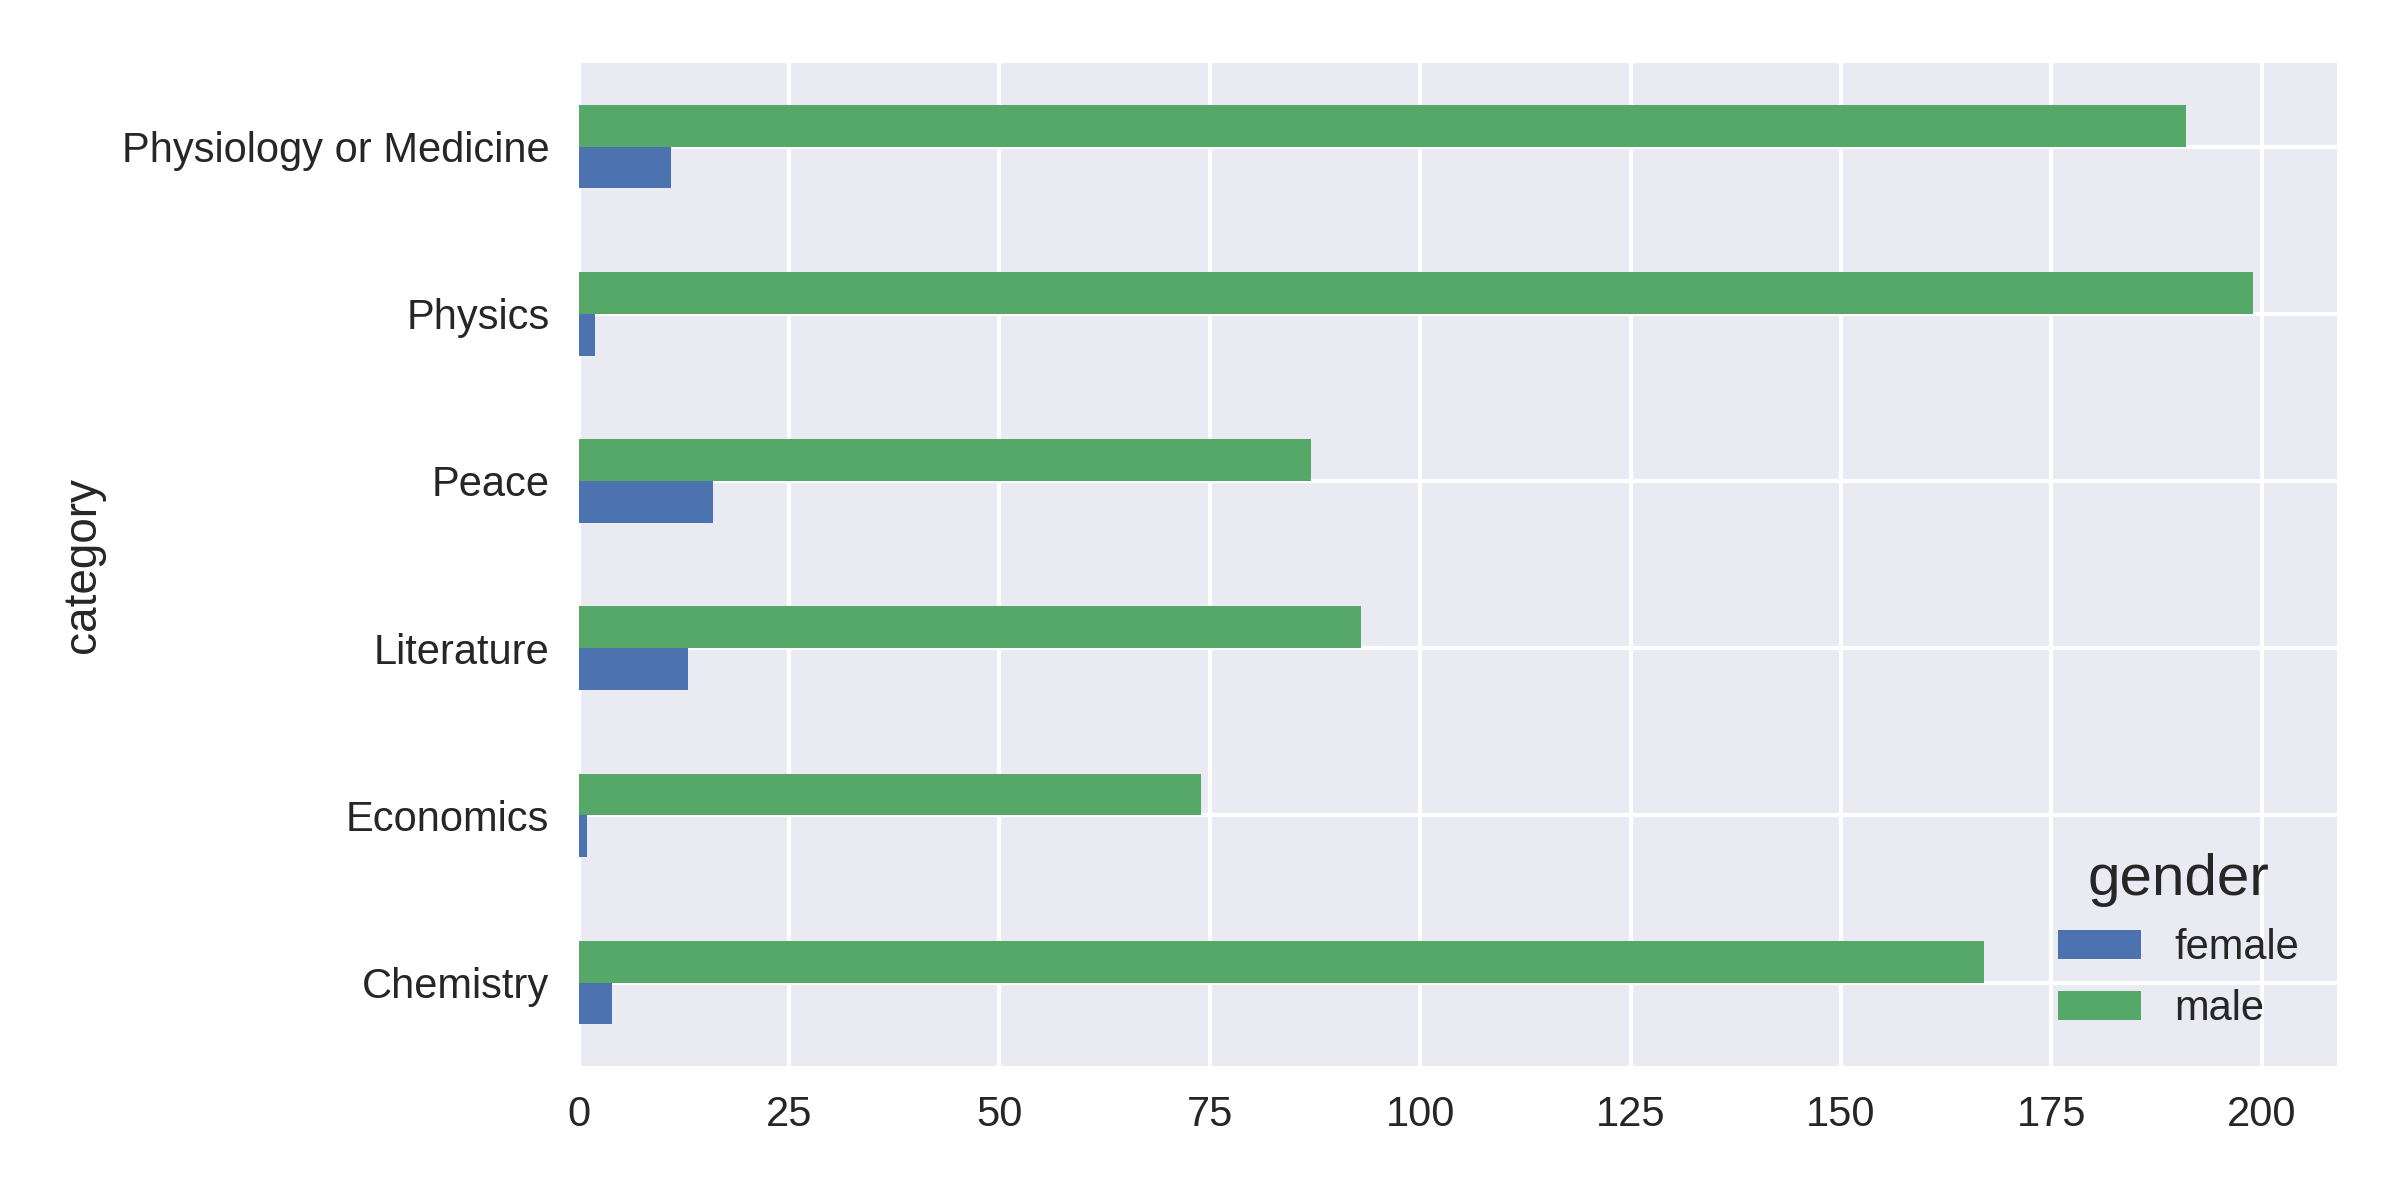 Physiology or Medicine
Physics
Peace
Literature
Economics
Chemistry
category
gender
female
male
0 25 50 75 100 125 150 175 200